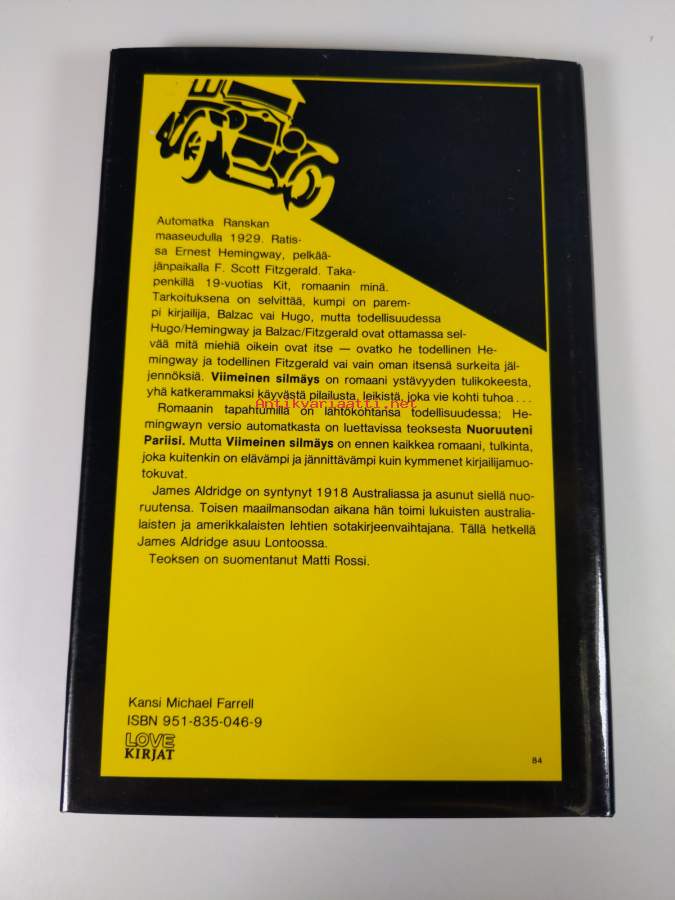 Automatka Ranskan
maaseudulla 1929. Ratis-
sa Ernest Hemingway, pelkää-
jänpaikalla F. Scott Fitzgerald. Taka-
penkillä 19-vuotias Kit, romaanin minä.
Tarkoituksena on selvittää, kumpi on parem-
pi kirjailija, Balzac vai Hugo, mutta todellisuudessa
Hugo/Hemingway ja Balzac/Fitzgerald ovat ottamassa sel-
vää mitä miehiä oikein ovat itse — ovatko he todellinen He-
mingway ja todellinen Fitzgerald vai vain oman itsensä surkeita jäl-
jennöksiä. Viimeinen silmäys on romaani ystävyyden tulikokeesta,
yhä katkerammaksi käyvästä pilailusta, leikistä, joka vie kohti tuhoa...
Antikvariaatti.net
Romaanin tapahtumilla on lähtökohtansa todellisuudessa; He-
mingwayn versio automatkasta on luettavissa teoksesta Nuoruuteni
Pariisi. Mutta Viimeinen silmäys on ennen kaikkea romaani, tulkinta,
joka kuitenkin on elävämpi ja jännittävämpi kuin kymmenet kirjailijamuo-
tokuvat.
James Aldridge on syntynyt 1918 Australiassa ja asunut siellä nuo-
ruutensa. Toisen maailmansodan aikana hän toimi lukuisten australia-
laisten ja amerikkalaisten lehtien sotakirjeenvaihtajana. Tällä hetkellä
James Aldridge asuu Lontoossa.
Teoksen on suomentanut Matti Rossi.
Kansi Michael Farrell
ISBN 951-835-046-9
LOVE
KIRJAT
84